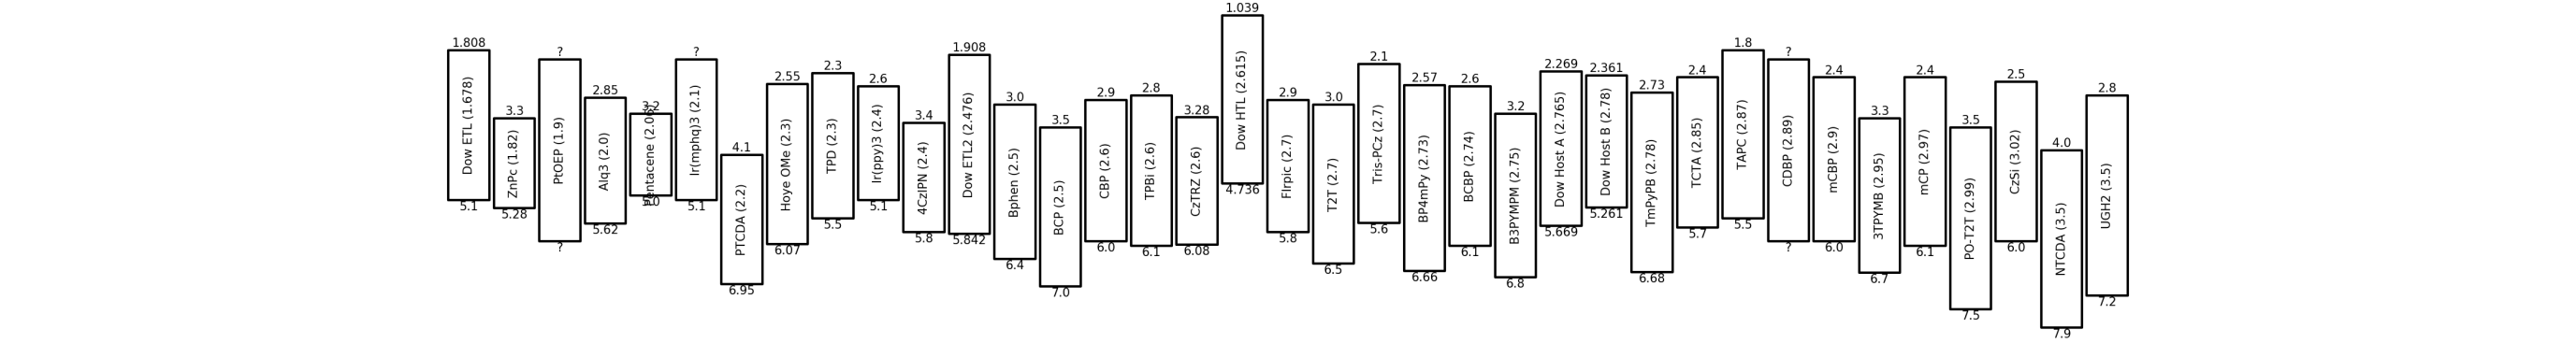 1.808
Dow ETL (1.678)
5.1
3.3
ZnPc (1.82)
5.28
?
PtOEP (1.9)
?
2.85
Alq3 (2.0)
5.62
3.2
5.0
?
Ir(mphq)3 (2.1)
5.1
4.1
PTCDA (2.2)
6.95
2.55
Hoye OMe (2.3)
6.07
2.3
TPD (2.3)
5.5
2.6
Ir(ppy)3 (2.4)
5.1
3.4
4CzIPN (2.4)
5.8
1.908
Dow ETL2 (2.476)
5.842
3.0
Bphen (2.5)
6.4
3.5
BCP (2.5)
7.0
2.9
CBP (2.6)
6.0
2.8
TPBi (2.6)
6.1
3.28
CzTRZ (2.6)
6.08
1.039
Dow HTL (2.615)
4.736
2.9
FIrpic (2.7)
5.8
3.0
T2T (2.7)
6.5
2.1
Tris-PCz (2.7)
5.6
2.57
BP4mPy (2.73)
6.66
2.6
BCBP (2.74)
6.1
3.2
B3PYMPM (2.75)
6.8
2.269
Dow Host A (2.765)
5.669
2.361
Dow Host B (2.78)
5.261
2.73
TmPyPB (2.78)
6.68
2.4
TCTA (2.85)
5.7
1.8
TAPC (2.87)
5.5
?
CDBP (2.89)
?
2.4
mCBP (2.9)
6.0
3.3
3TPYMB (2.95)
6.7
2.4
mCP (2.97)
6.1
3.5
PO-T2T (2.99)
7.5
2.5
CzSi (3.02)
6.0
4.0
NTCDA (3.5)
7.9
2.8
UGH2 (3.5)
7.2